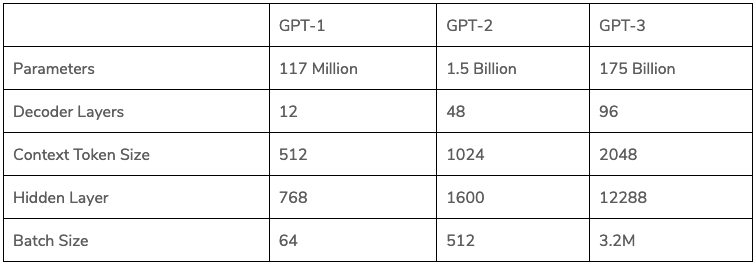 GPT-1 GPT-2 GPT-3
Parameters 117 Million 1.5 Billion 175 Billion
Decoder Layers 12 48 96
Context Token Size 512 1024 2048
Hidden Layer 768 1600 12288
Batch Size 64 512 3.2M